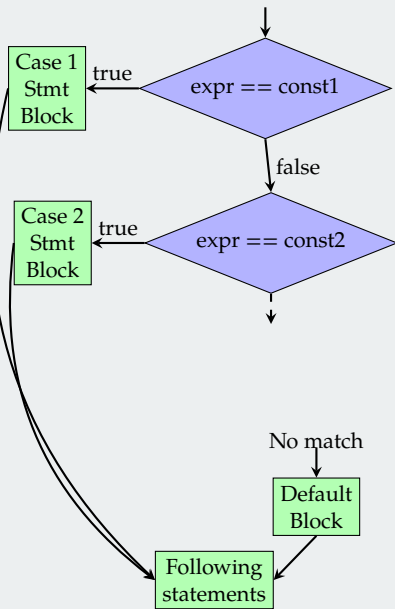 Case 1
Stmt
Block
true
expr == const1
false
Case 2
Stmt
Block
true
expr == const2
No match
Default
Block
Following
statements